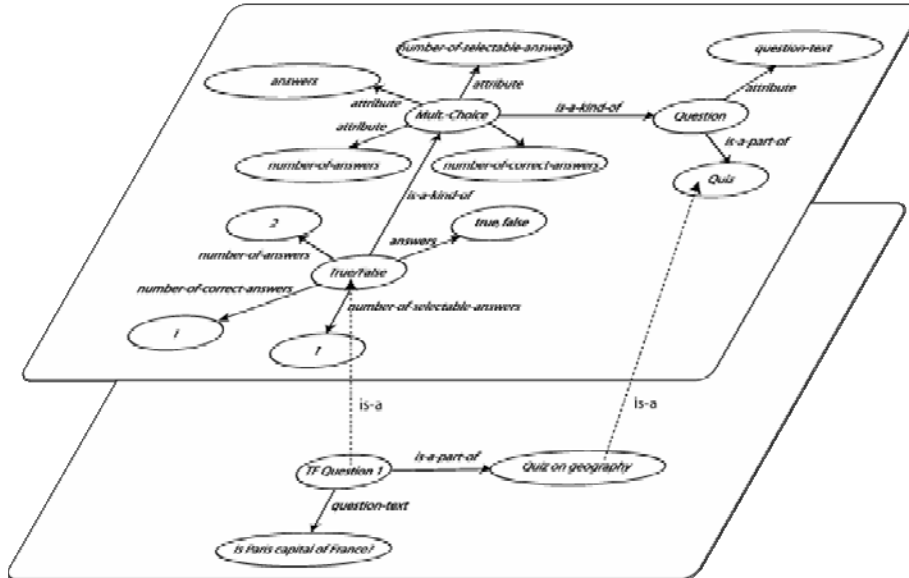 number-of-selectable-answers
question-text
answers
attribute
attribute
attribute
is-a-kind-of
Mult.-Choice
Question
attribute
is-a-part-of
number-of-answers
number-of-correct-answers
Quis
is-a-kind-of
2
true, false
answers
number-of-answers
True/False
number-of-correct-answers
number-of-selectable-answers
1
1
is-a
is-a
is-a-part-of
TF Question 1
Quiz on geography
question-text
Is Paris capital of France?